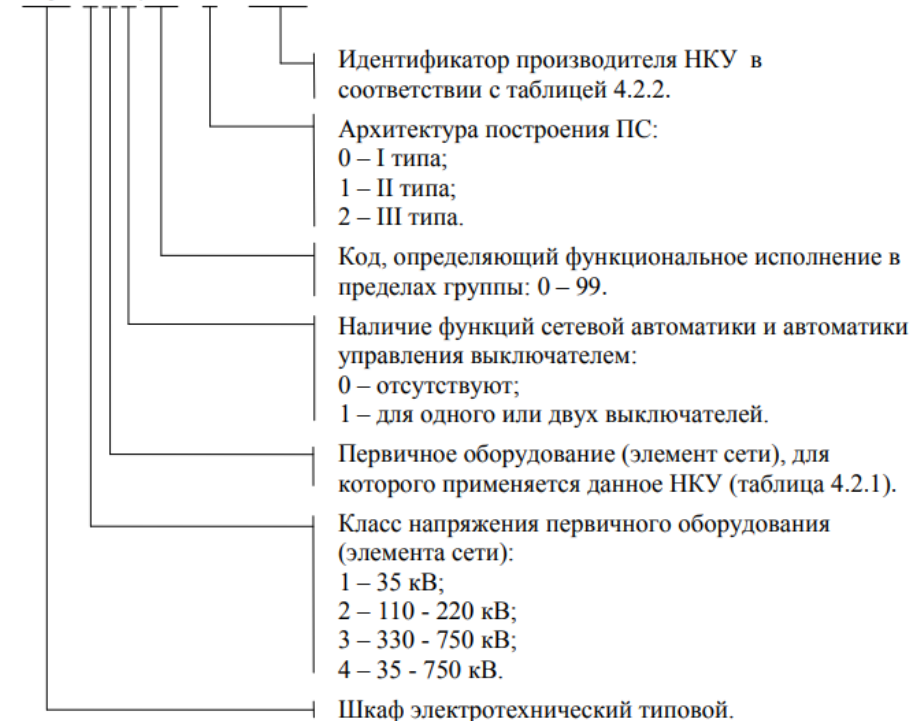 Идентификатор производителя НКУ в
соответствии с таблицей 4.2.2.
Архитектура построения ПС:
0 – I типа;
1 – II типа;
2 – III типа.
Код, определяющий функциональное исполнение в
пределах группы: 0 – 99.
Наличие функций сетевой автоматики и автоматики
управления выключателем:
0 – отсутствуют;
1 – для одного или двух выключателей.
Первичное оборудование (элемент сети), для
которого применяется данное НКУ (таблица 4.2.1).
Класс напряжения первичного оборудования
(элемента сети):
1 – 35 кВ;
2 – 110 - 220 кВ;
3 – 330 - 750 кВ;
4 – 35 - 750 кВ.
Шкаф электротехнический типовой.